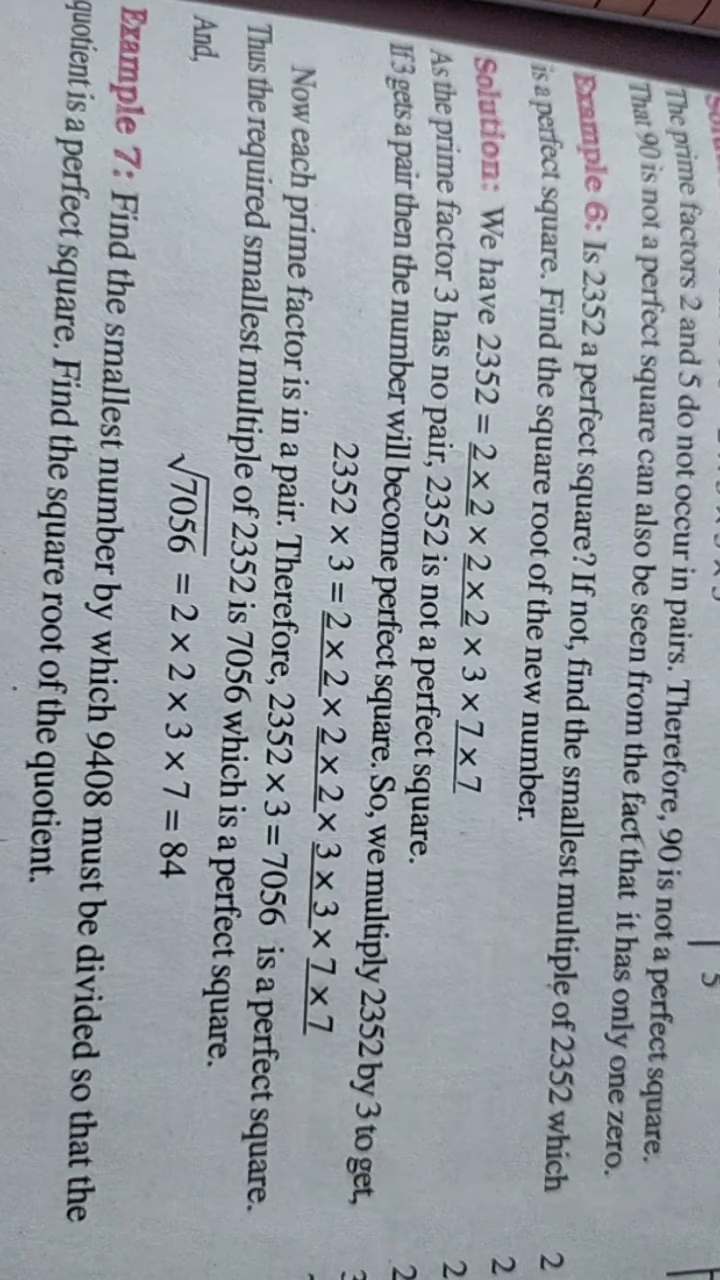 5
The prime factors 2 and 5 do not occur in pairs. Therefore, 90 is not a perfect square.
That 90 is not a perfect square can also be seen from the fact that it has only one zero.
Example 6: Is 2352 a perfect square? If not, find the smallest multiple of 2352 which
is a perfect square. Find the square root of the new number.
Solution: We have 2352 = 2 × 2 × 2 × 2 × 3 × 7 × 7
As the prime factor 3 has no pair, 2352 is not a perfect square.
If 3 gets a pair then the number will become perfect square. So, we multiply 2352 by 3 to get,
2352 × 3 = 2 × 2 × 2 × 2 × 3 × 3 × 7 × 7
Now each prime factor is in a pair. Therefore, 2352 × 3 = 7056 is a perfect square.
Thus the required smallest multiple of 2352 is 7056 which is a perfect square.
And,
√7056 = 2 × 2 × 3 × 7 = 84
Example 7: Find the smallest number by which 9408 must be divided so that the
quotient is a perfect square. Find the square root of the quotient.
2
2
2
2